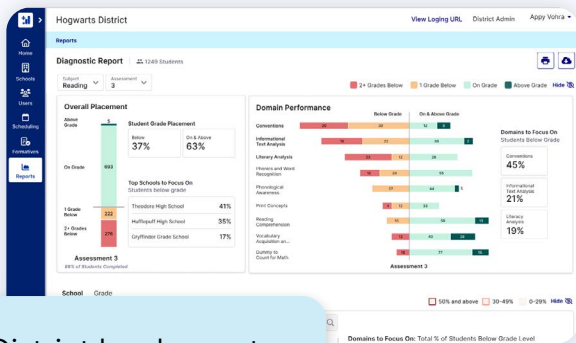 Hogwarts District
View Loging URL
District Admin
Appy Vohra
Home
Schools
Users
Scheduling
Formatives
Reports
Reports
Diagnostic Report
1249 Students
Subject
Reading
Assessment
3
2+ Grades Below
1 Grade Below
On Grade
Above Grade
Hide
Overall Placement
Above Grade
5
On Grade
693
1 Grade Below
222
2+ Grades Below
276
Assessment 3
88% of Students Completed
Student Grade Placement
Below
37%
On & Above
63%
Top Schools to Focus On
Students below grade
Theodore High School 41%
Hufflepuff High School 35%
Gryffinder Grade School 17%
Domain Performance
Below Grade
On & Above Grade
Conventions
Informational
Text Analysis
Literary Analysis
Phonics and Word
Recognition
Phonological
Awareness
Print Concepts
Reading
Comprehension
Vocabulary
Acquisition an...
Dummy to
Count for Math
Assessment 3
Domains to Focus On
Students Below Grade
Conventions
45%
Informational
Text Analysis
21%
Literacy
Analysis
19%
School
Grade
50% and above
30-49%
0-29%
Hide
Domains to Focus On: Total % of Students Below Grade Level